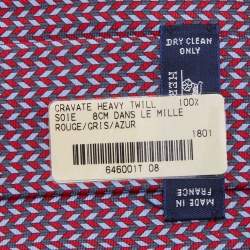 DRY CLEAN
ONLY
CRAVATE HEAVY TWILL 100%
SOIE 8CM DANS LE MILLE
ROUGE/GRIS/AZUR
1801
646001T 08
MADE IN
FRANCE